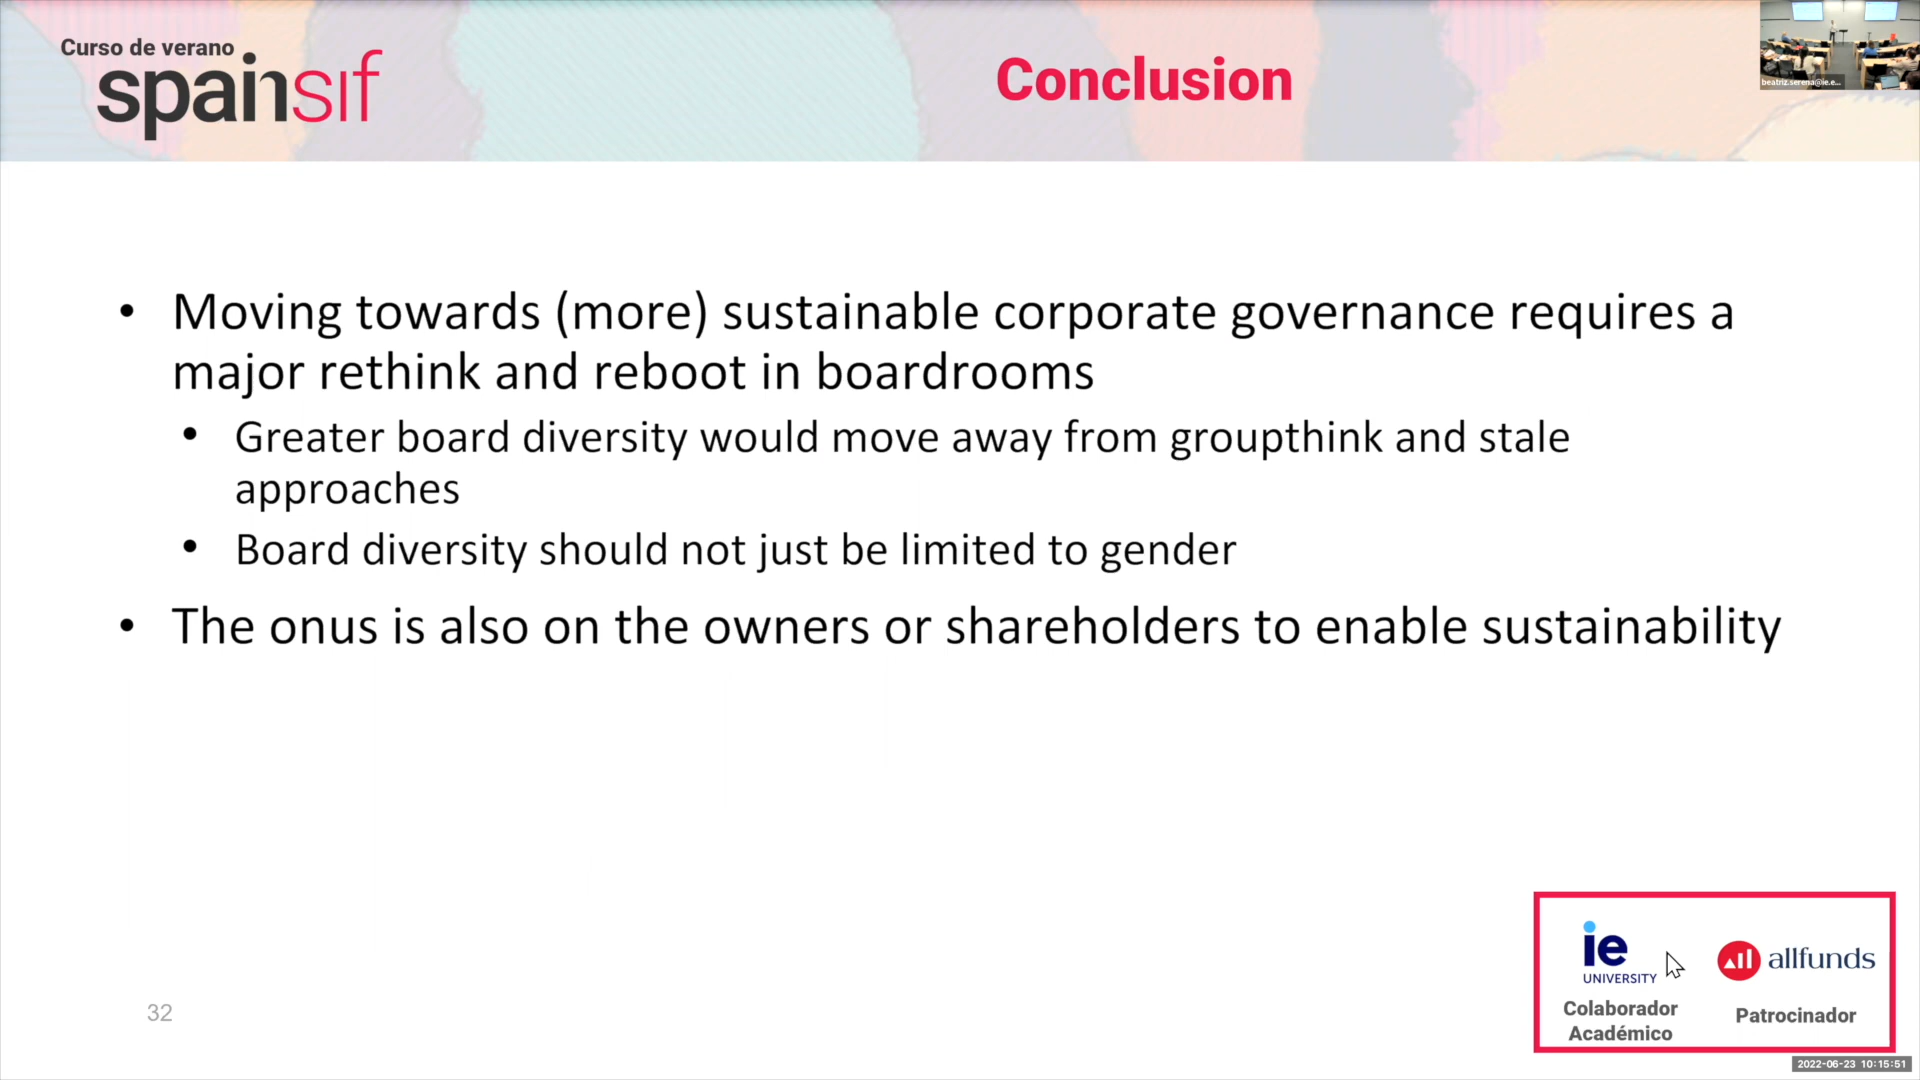 Curso de verano
spainsif
Conclusion
beatriz.serena@ie.e...
• Moving towards (more) sustainable corporate governance requires a
major rethink and reboot in boardrooms
• Greater board diversity would move away from groupthink and stale
approaches
• Board diversity should not just be limited to gender
• The onus is also on the owners or shareholders to enable sustainability
32
ie
UNIVERSITY
Colaborador
Académico
allfunds
Patrocinador
2022-06-23 10:15:51